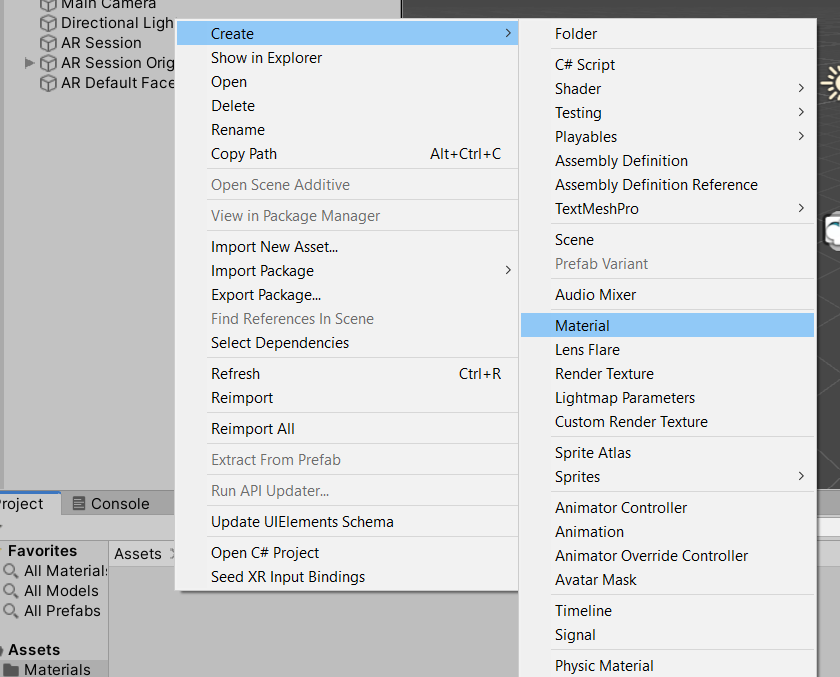 Main Camera
Directional Ligh
AR Session
AR Session Orig
AR Default Face
Create
Show in Explorer
Open
Delete
Rename
Copy Path Alt+Ctrl+C
Open Scene Additive
View in Package Manager
Import New Asset...
Import Package
Export Package...
Find References In Scene
Select Dependencies
Refresh Ctrl+R
Reimport
Reimport All
Extract From Prefab
Run API Updater...
Update UIElements Schema
Open C# Project
Seed XR Input Bindings
Folder
C# Script
Shader
Testing
Playables
Assembly Definition
Assembly Definition Reference
TextMeshPro
Scene
Prefab Variant
Audio Mixer
Material
Lens Flare
Render Texture
Lightmap Parameters
Custom Render Texture
Sprite Atlas
Sprites
Animator Controller
Animation
Animator Override Controller
Avatar Mask
Timeline
Signal
Physic Material
roject
Console
Favorites
All Materials
All Models
All Prefabs
Assets
Materials
Assets